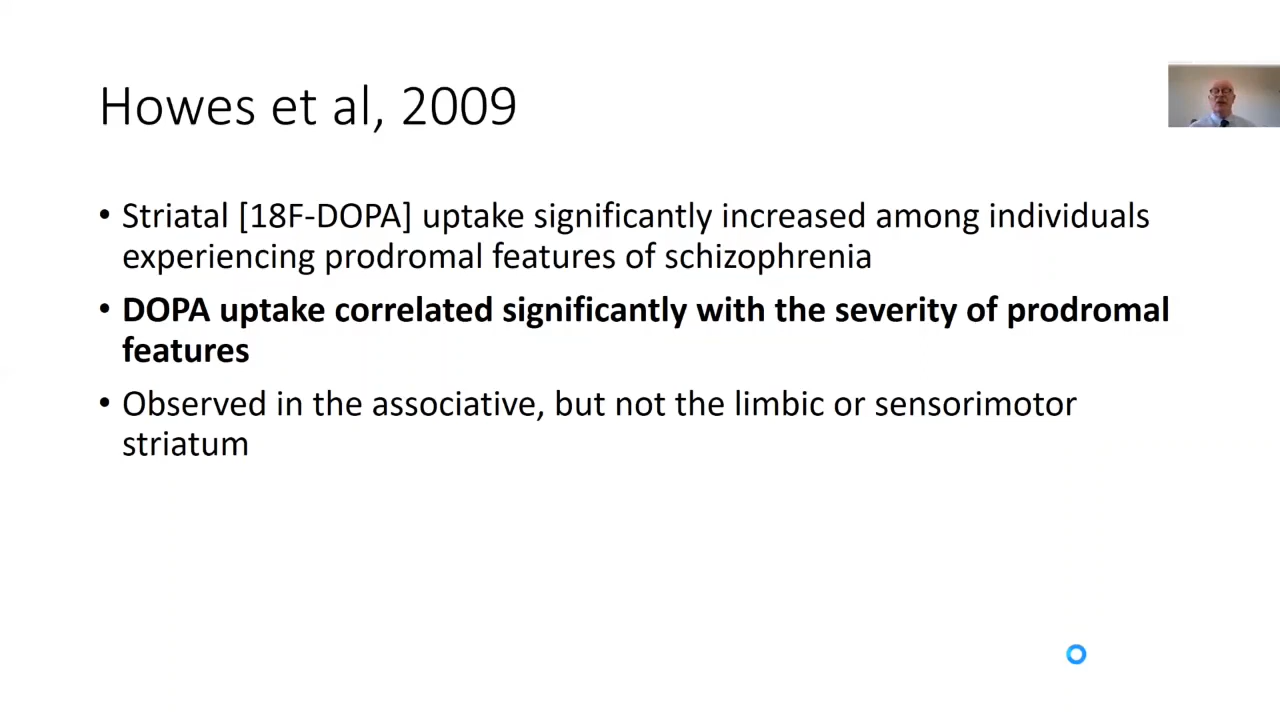 Howes et al, 2009
• Striatal [18F-DOPA] uptake significantly increased among individuals
experiencing prodromal features of schizophrenia
• DOPA uptake correlated significantly with the severity of prodromal
features
• Observed in the associative, but not the limbic or sensorimotor
striatum